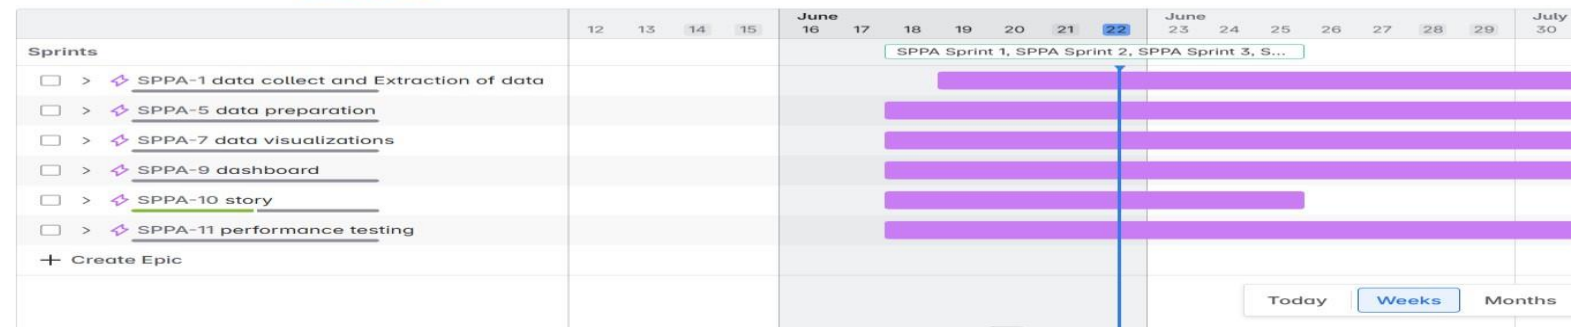 June June July
12 13 14 15 16 17 18 19 20 21 22 23 24 25 26 27 28 29 30
Sprints SPPA Sprint 1, SPPA Sprint 2, SPPA Sprint 3, S...
> SPPA-1 data collect and Extraction of data
> SPPA-5 data preparation
> SPPA-7 data visualizations
> SPPA-9 dashboard
> SPPA-10 story
> SPPA-11 performance testing
+ Create Epic
Today Weeks Months